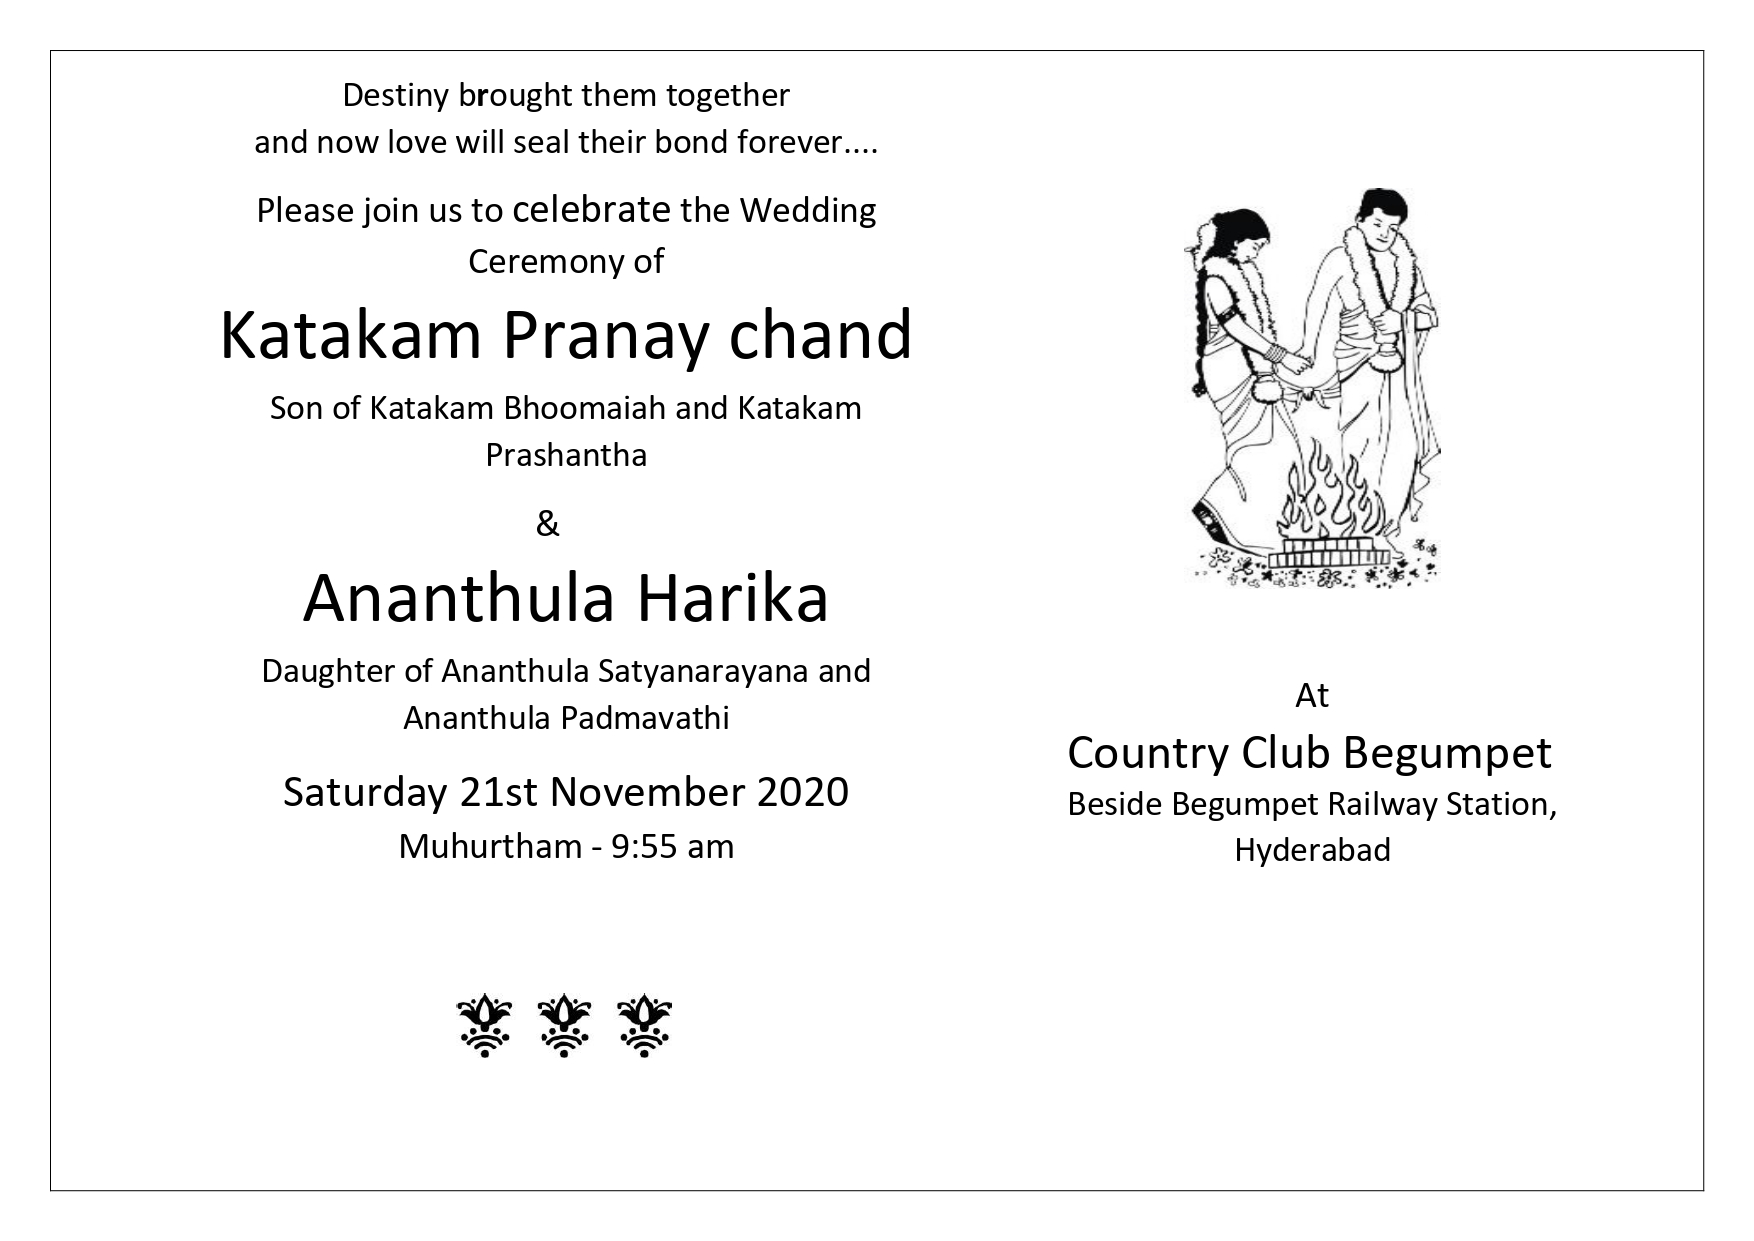 Destiny brought them together
and now love will seal their bond forever....
Please join us to celebrate the Wedding
Ceremony of
Katakam Pranay chand
Son of Katakam Bhoomaiah and Katakam
Prashantha
&
Ananthula Harika
Daughter of Ananthula Satyanarayana and
Ananthula Padmavathi
Saturday 21st November 2020
Muhurtham - 9:55 am
At
Country Club Begumpet
Beside Begumpet Railway Station,
Hyderabad